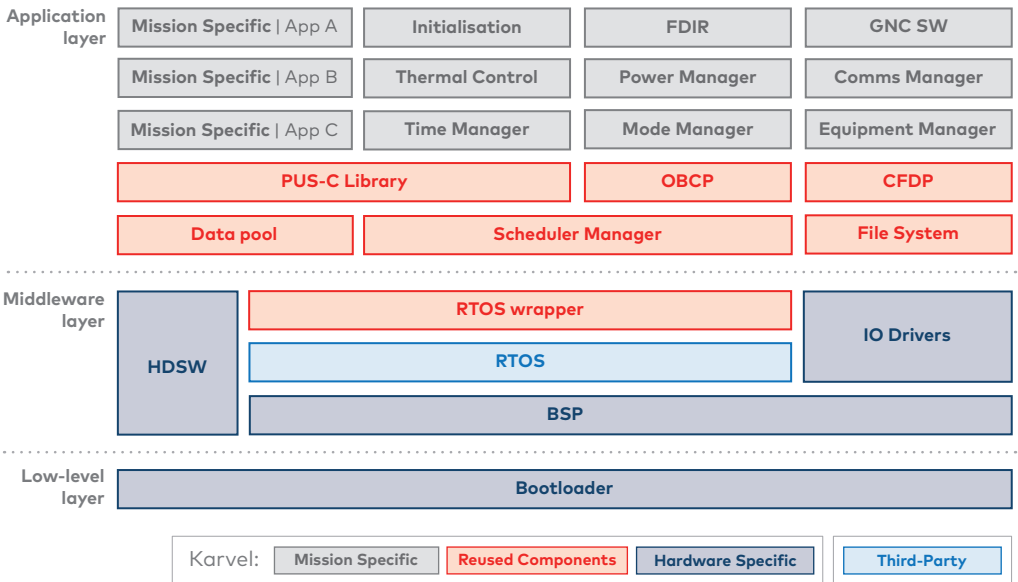 Application
layer
Mission Specific | App A
Initialisation
FDIR
GNC SW
Mission Specific | App B
Thermal Control
Power Manager
Comms Manager
Mission Specific | App C
Time Manager
Mode Manager
Equipment Manager
PUS-C Library
OBCP
CFDP
Data pool
Scheduler Manager
File System
Middleware
layer
HDSW
RTOS wrapper
IO Drivers
RTOS
BSP
Low-level
layer
Bootloader
Karvel:
Mission Specific
Reused Components
Hardware Specific
Third-Party